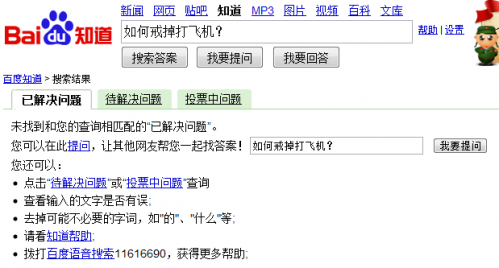 新闻 网页 贴吧 知道 MP3 图片 视频 百科 文库
Bai du 知道
如何戒掉打飞机？
帮助 | 设置
搜索答案 我要提问 我要回答
百度知道 > 搜索结果
已解决问题 待解决问题 投票中问题
未找到和您的查询相匹配的“已解决问题”。
您可以在此提问，让其他网友帮您一起找答案！ 如何戒掉打飞机？ 我要提问
您还可以：
• 点击“待解决问题”或“投票中问题”查询
• 查看输入的文字是否有误;
• 去掉可能不必要的字词，如“的”、“什么”等;
• 请看知道帮助;
• 拨打百度语音搜索11616690，获得更多帮助;